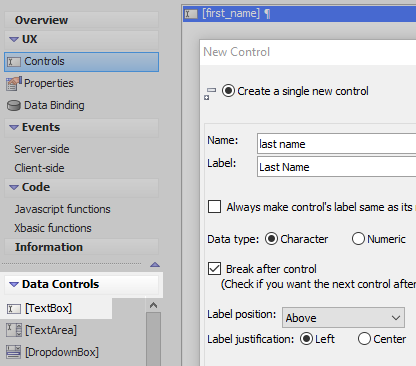 Overview
UX
Controls
Properties
Data Binding
Events
Server-side
Client-side
Code
Javascript functions
Xbasic functions
Information
Data Controls
[TextBox]
[TextArea]
[DropdownBox]
[first_name] ¶
New Control
Create a single new control
Name: last name
Label: Last Name
Always make control's label same as its
Data type: Character Numeric
Break after control
(Check if you want the next control after
Label position: Above
Label justification: Left Center